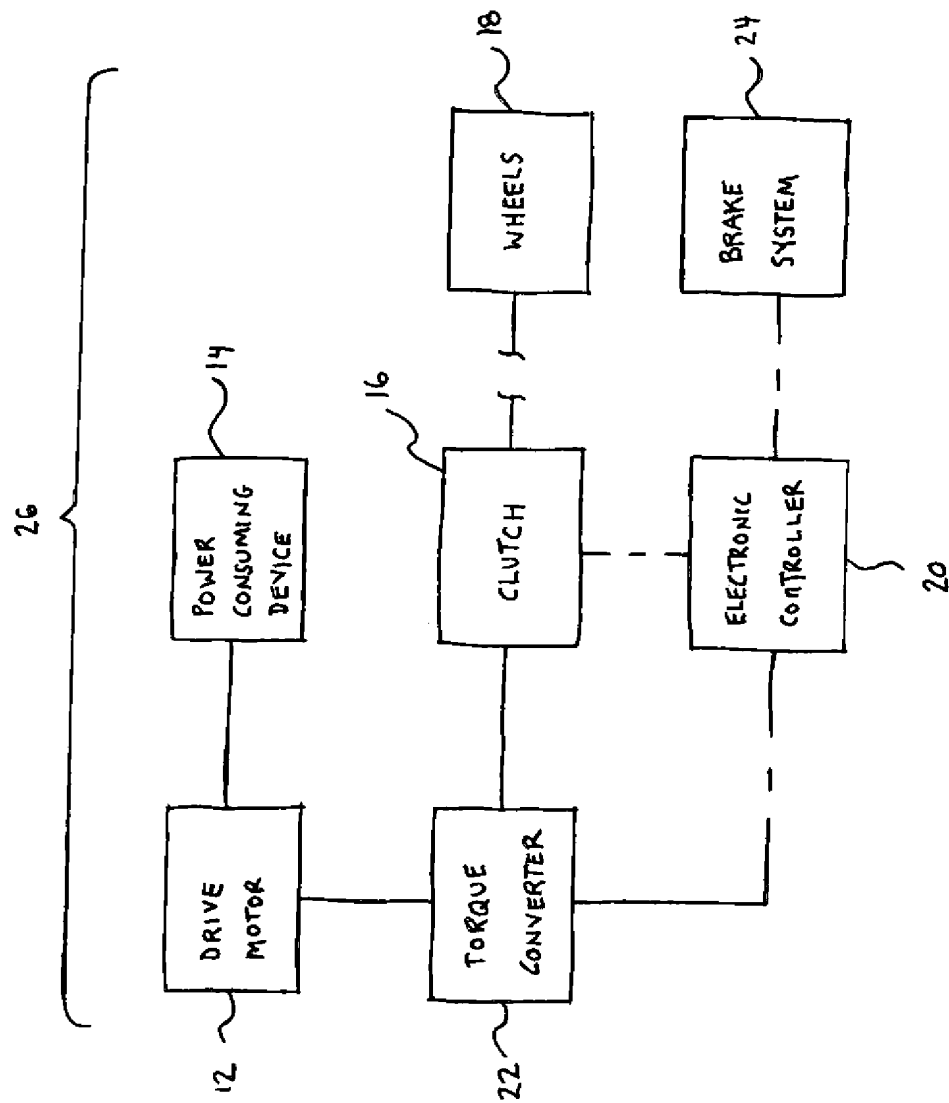 26
12
DRIVE
MOTOR
POWER
CONSUMING
DEVICE
14
22
TORQUE
CONVERTER
16
CLUTCH
WHEELS
18
ELECTRONIC
CONTROLLER
20
BRAKE
SYSTEM
24